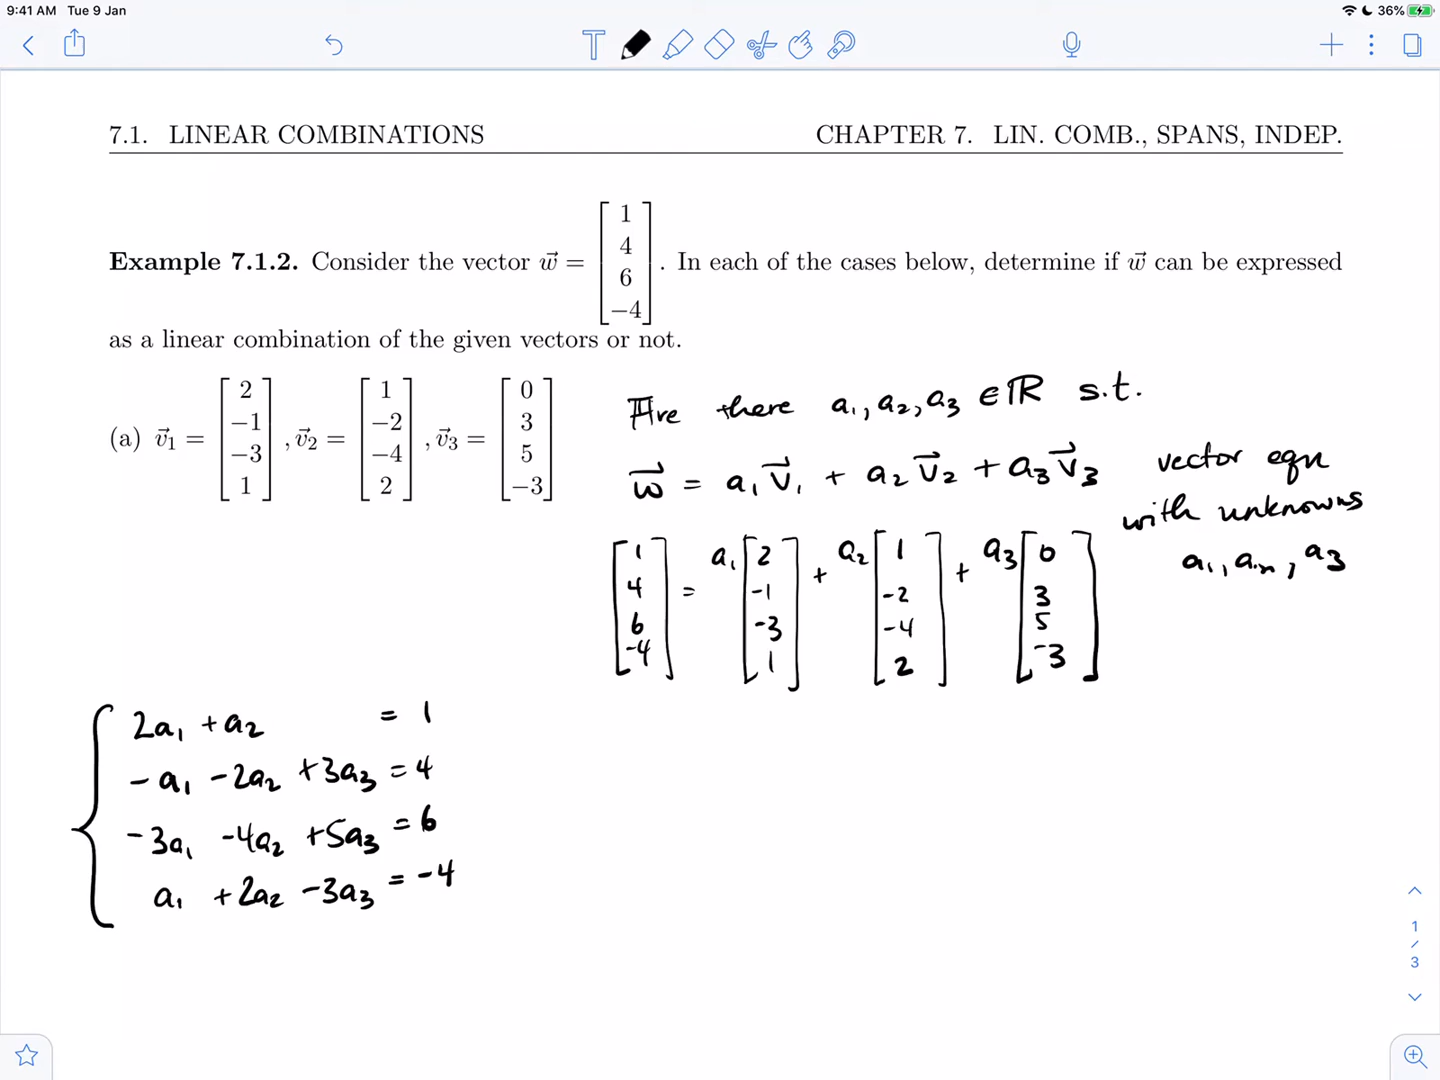 9:41 AM Tue 9 Jan 36%
T
7.1. LINEAR COMBINATIONS CHAPTER 7. LIN. COMB., SPANS, INDEP.
Example 7.1.2. Consider the vector w⃗ = [1 4 6 −4]. In each of the cases below, determine if w⃗ can be expressed
as a linear combination of the given vectors or not.
(a) v⃗1 = [2 −1 −3 1], v⃗2 = [1 −2 −4 2], v⃗3 = [0 3 5 −3]
Are there a1, a2, a3 ∈ ℝ s.t.
w⃗ = a1 v⃗1 + a2 v⃗2 + a3 v⃗3
vector eqn
with unknowns
a1, a2, a3
[1 4 6 -4] = a1 [2 -1 -3 1] + a2 [1 -2 -4 2] + a3 [0 3 5 -3]
2a1 + a2 = 1
-a1 - 2a2 + 3a3 = 4
-3a1 - 4a2 + 5a3 = 6
a1 + 2a2 - 3a3 = -4
1
/
3